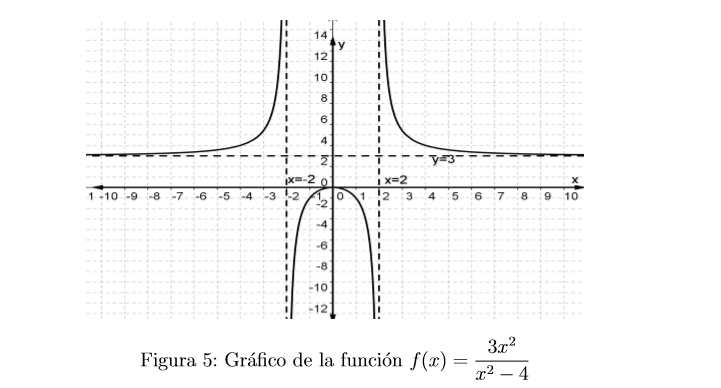 14
y
12
10
8
6
4
y=3
2
x=-2 0 x=2 x
1 -10 -9 -8 -7 -6 -5 -4 -3 -2 -1 0 1 2 3 4 5 6 7 8 9 10
-2
-4
-6
-8
-10
-12
Figura 5: Gráfico de la función f(x) = 3x² / x² − 4